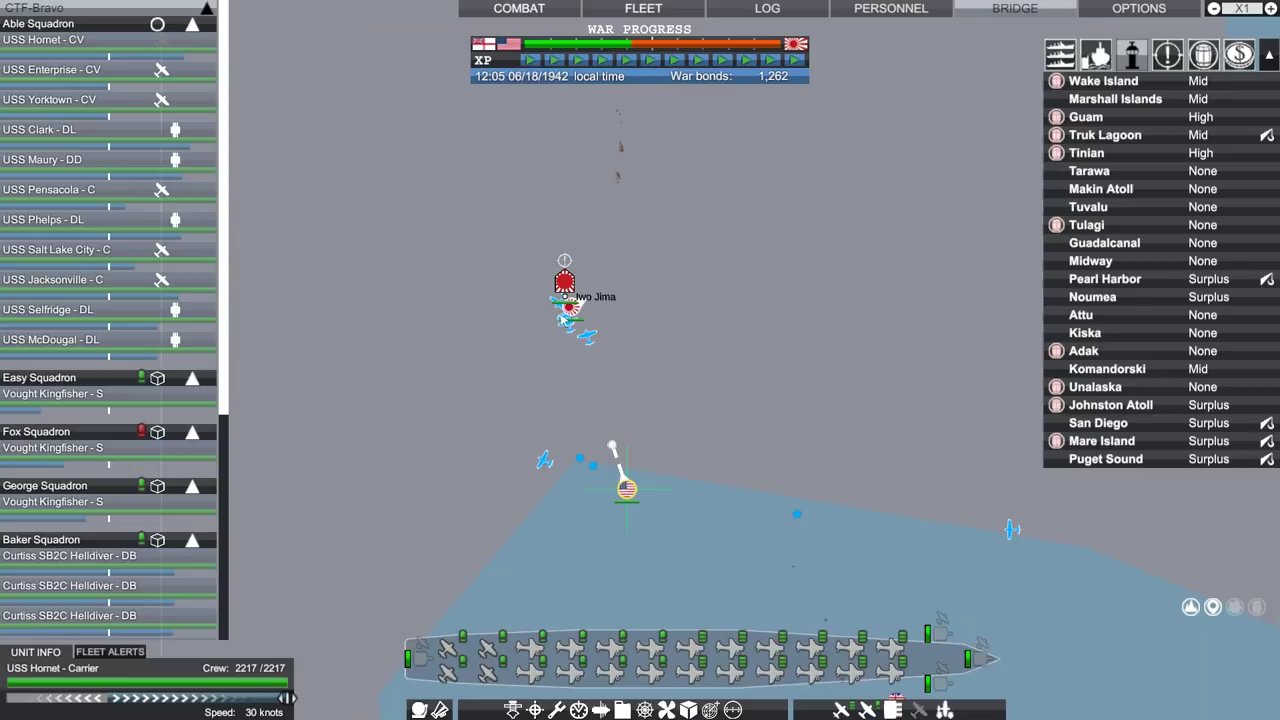 CTF-Bravo
COMBAT
FLEET
LOG
PERSONNEL
BRIDGE
OPTIONS
X1
WAR PROGRESS
XP
12:05 06/18/1942 local time
War bonds: 1,262
Able Squadron
USS Hornet - CV
USS Enterprise - CV
USS Yorktown - CV
USS Clark - DL
USS Maury - DD
USS Pensacola - C
USS Phelps - DL
USS Salt Lake City - C
USS Jacksonville - C
USS Selfridge - DL
USS McDougal - DL
Easy Squadron
Vought Kingfisher - S
Fox Squadron
Vought Kingfisher - S
George Squadron
Vought Kingfisher - S
Baker Squadron
Curtiss SB2C Helldiver - DB
Curtiss SB2C Helldiver - DB
Curtiss SB2C Helldiver - DB
UNIT INFO
FLEET ALERTS
USS Hornet - Carrier
Crew: 2217 /2217
Speed: 30 knots
Iwo Jima
Wake Island Mid
Marshall Islands Mid
Guam High
Truk Lagoon Mid
Tinian High
Tarawa None
Makin Atoll None
Tuvalu None
Tulagi None
Guadalcanal None
Midway None
Pearl Harbor Surplus
Noumea Surplus
Attu None
Kiska None
Adak None
Komandorski Mid
Unalaska None
Johnston Atoll Surplus
San Diego Surplus
Mare Island Surplus
Puget Sound Surplus